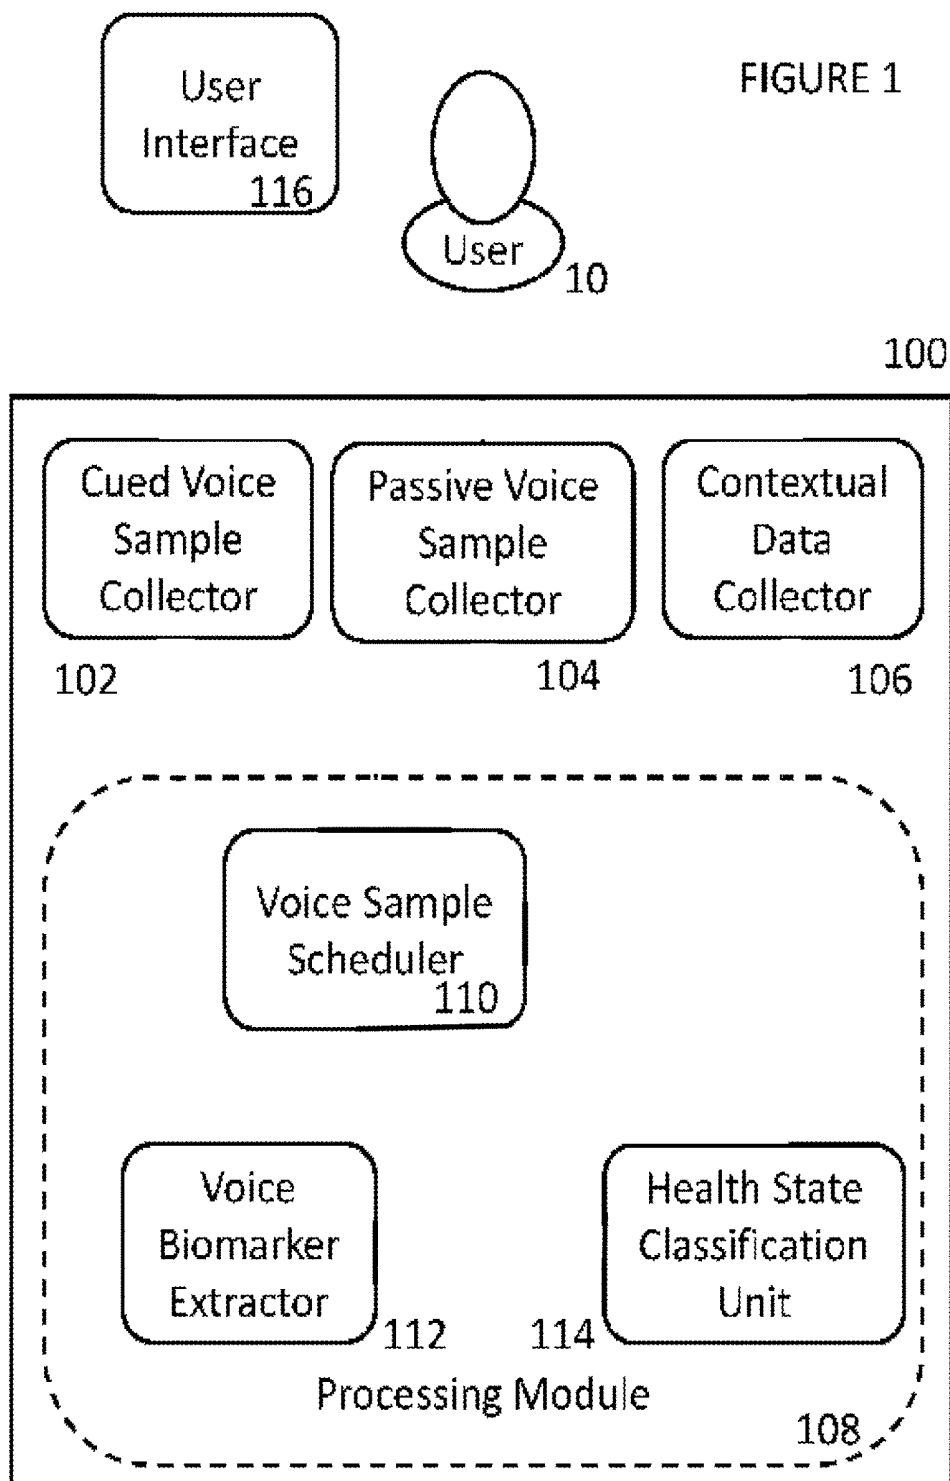 User
Interface
116
FIGURE 1
User
10
100
Cued Voice
Sample
Collector
102
Passive Voice
Sample
Collector
104
Contextual
Data
Collector
106
Voice Sample
Scheduler
110
Voice
Biomarker
Extractor
112
Health State
Classification
Unit
114
Processing Module
108